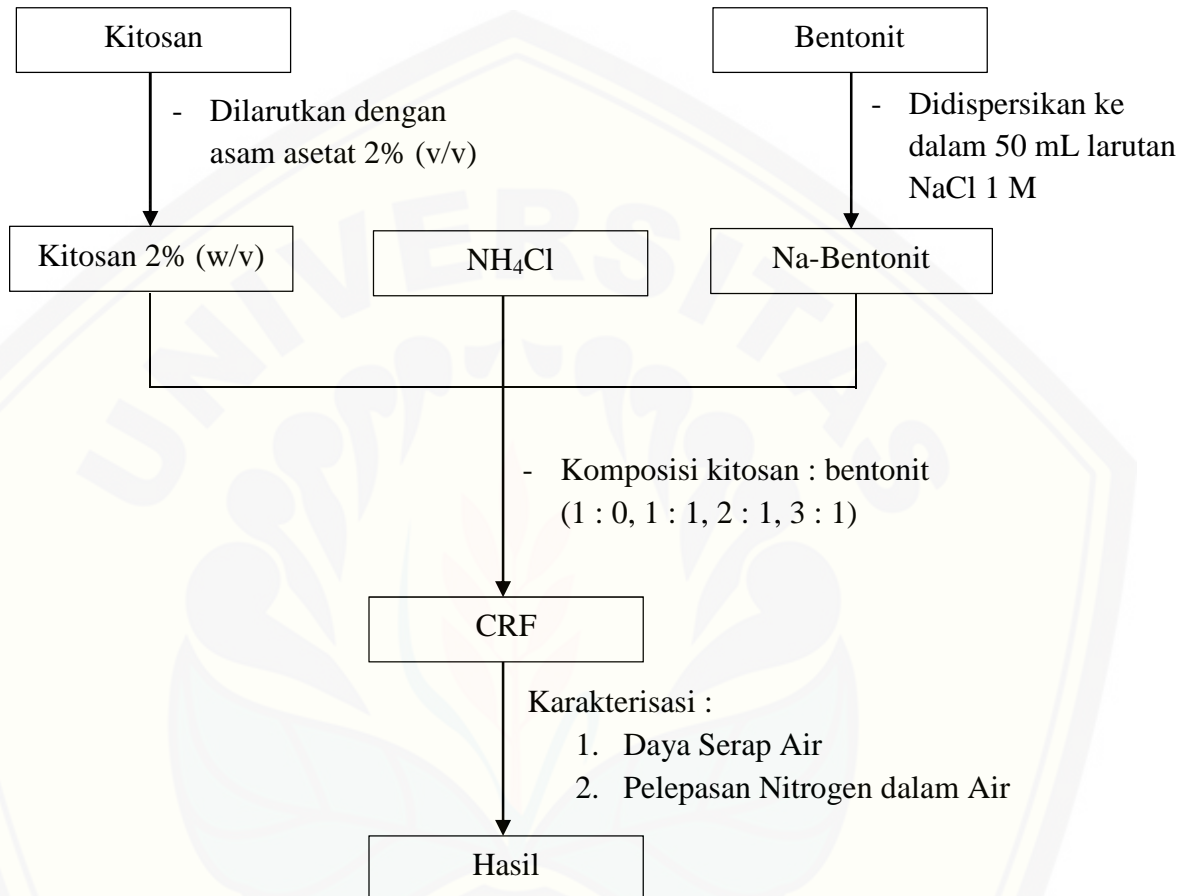 Kitosan
Bentonit
- Dilarutkan dengan
asam asetat 2% (v/v)
- Didispersikan ke
dalam 50 mL larutan
NaCl 1 M
Kitosan 2% (w/v)
NH₄Cl
Na-Bentonit
- Komposisi kitosan : bentonit
(1 : 0, 1 : 1, 2 : 1, 3 : 1)
CRF
Karakterisasi :
1. Daya Serap Air
2. Pelepasan Nitrogen dalam Air
Hasil
UNIVERSITAS